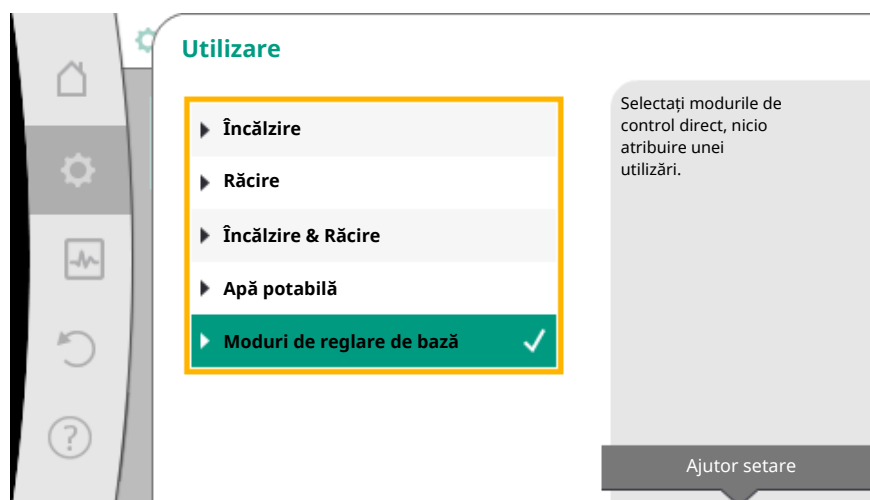 Utilizare
Încălzire
Răcire
Încălzire & Răcire
Apă potabilă
Moduri de reglare de bază
Selectați modurile de
control direct, nicio
atribuire unei
utilizări.
Ajutor setare
?